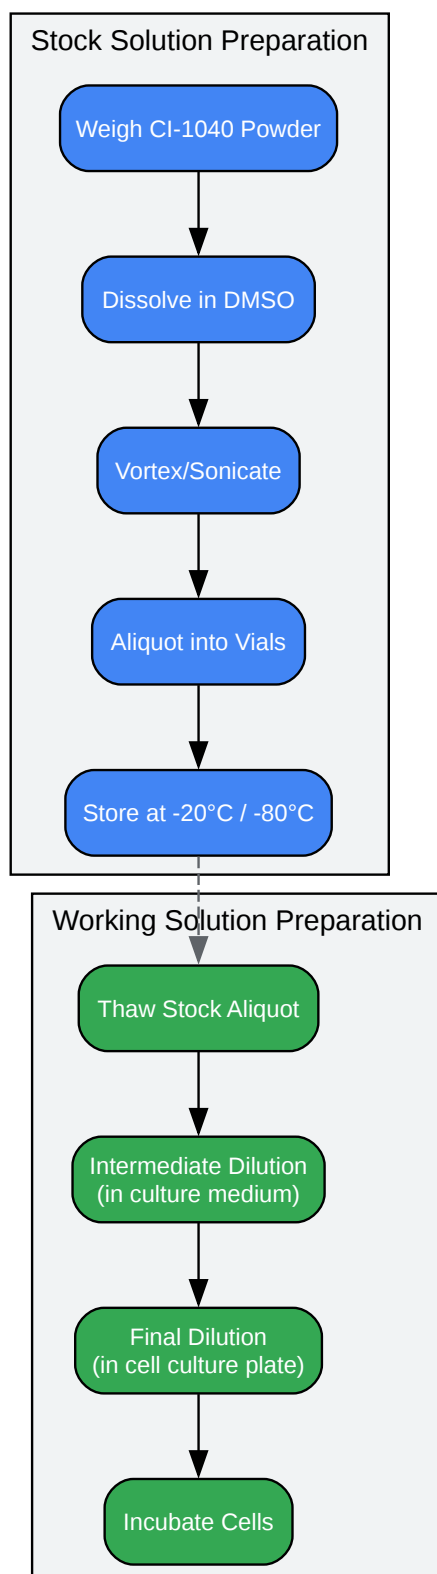 Stock Solution Preparation
Weigh CI-1040 Powder
Dissolve in DMSO
Vortex/Sonicate
Aliquot into Vials
Store at -20°C / -80°C
Working Solution Preparation
Thaw Stock Aliquot
Intermediate Dilution
(in culture medium)
Final Dilution
(in cell culture plate)
Incubate Cells